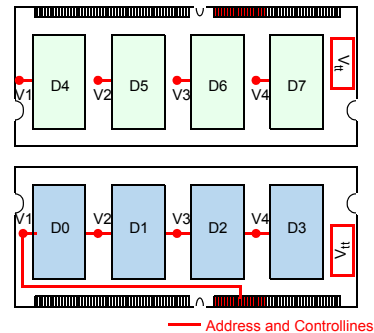 D4 D5 D6 D7 Vtt
V1 V2 V3 V4
D0 D1 D2 D3
V1 V2 V3 V4 Vtt
Address and Controllines